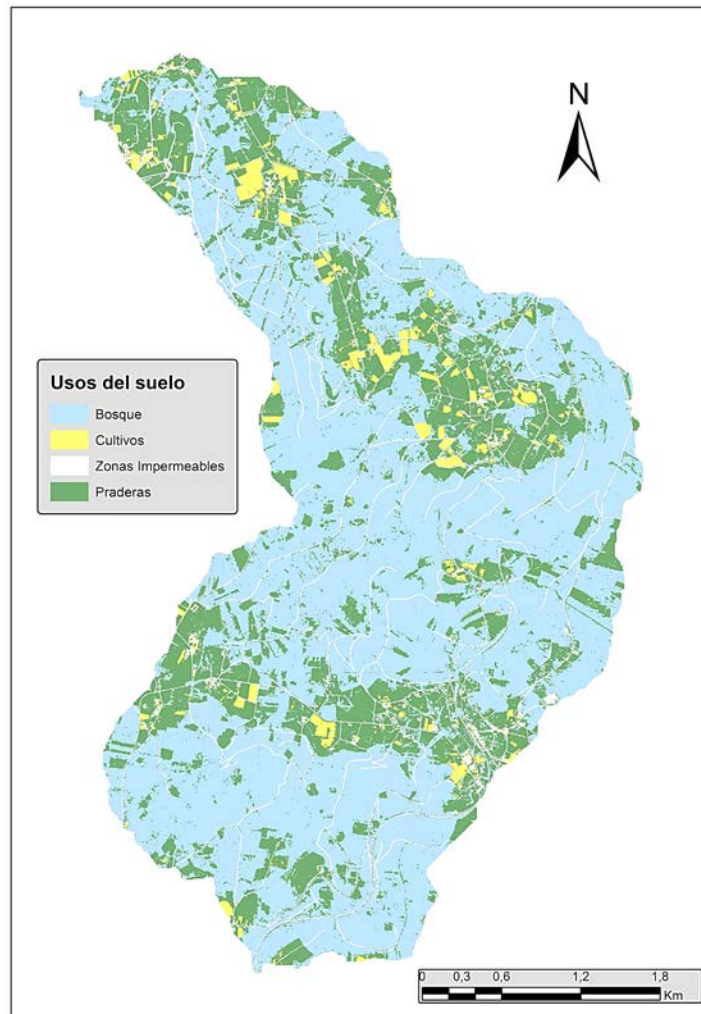 N
Usos del suelo
Bosque
Cultivos
Zonas Impermeables
Praderas
0 0,3 0,6 1,2 1,8
Km